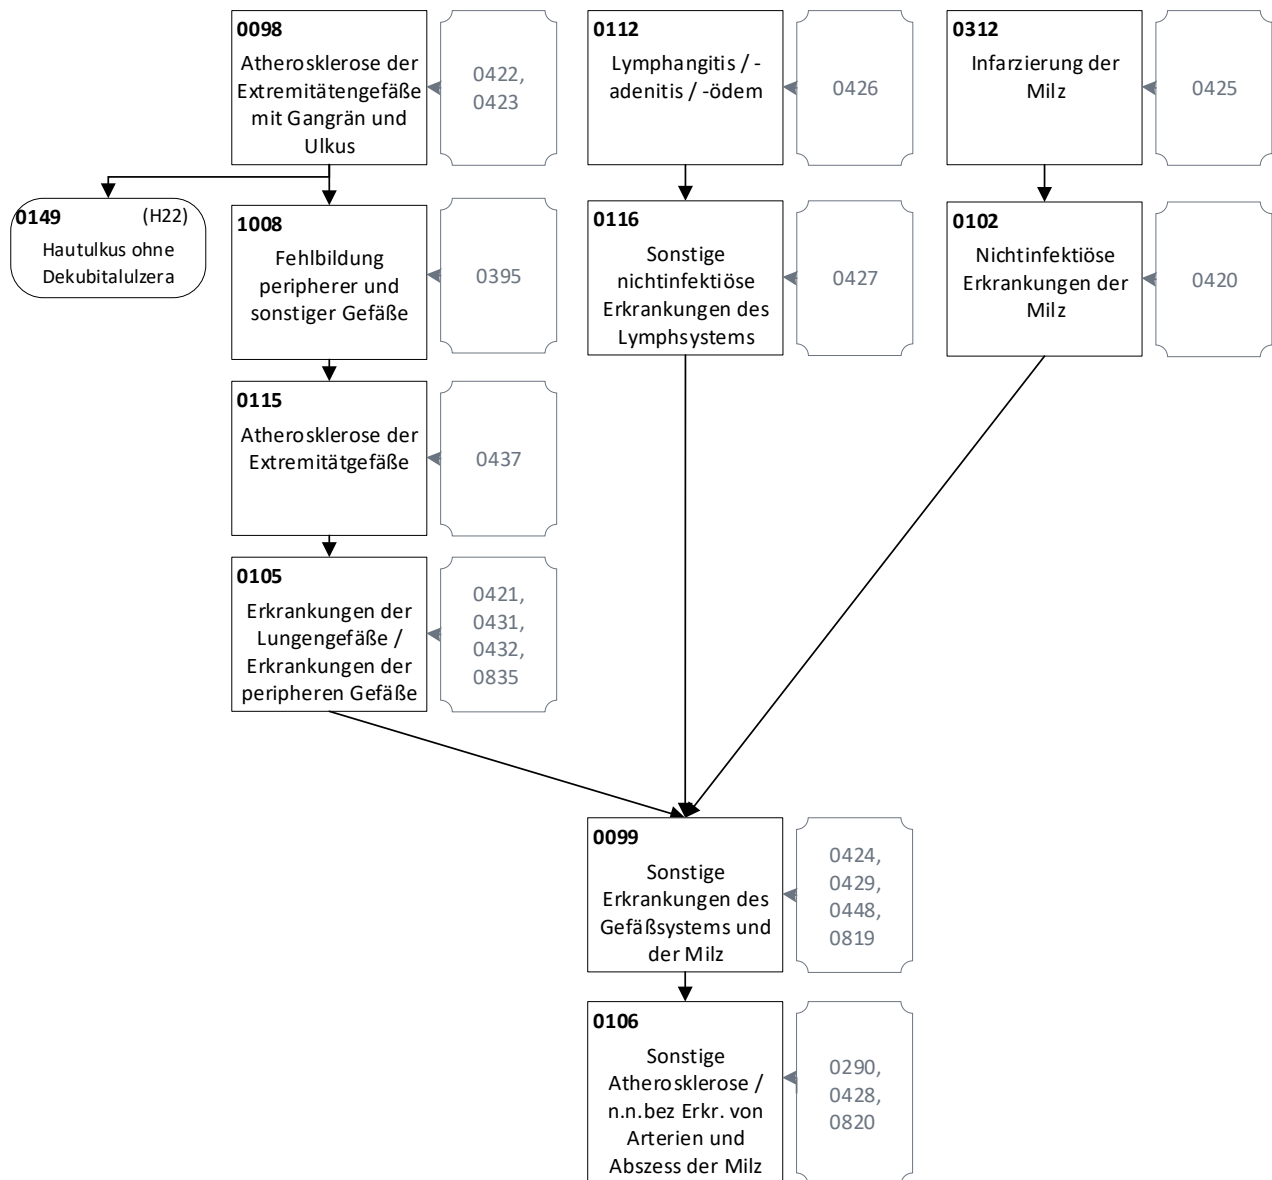 0098
Atherosklerose der
Extremitätengefäße
mit Gangrän und
Ulkus
0422,
0423
0112
Lymphangitis / -
adenitis / -ödem
0426
0312
Infarzierung der
Milz
0425
0149 (H22)
Hautulkus ohne
Dekubitalulzera
1008
Fehlbildung
peripherer und
sonstiger Gefäße
0395
0116
Sonstige
nichtinfektiöse
Erkrankungen des
Lymphsystems
0427
0102
Nichtinfektiöse
Erkrankungen der
Milz
0420
0115
Atherosklerose der
Extremitätgefäße
0437
0105
Erkrankungen der
Lungengefäße /
Erkrankungen der
peripheren Gefäße
0421,
0431,
0432,
0835
0099
Sonstige
Erkrankungen des
Gefäßsystems und
der Milz
0424,
0429,
0448,
0819
0106
Sonstige
Atherosklerose /
n.n.bez Erkr. von
Arterien und
Abszess der Milz
0290,
0428,
0820